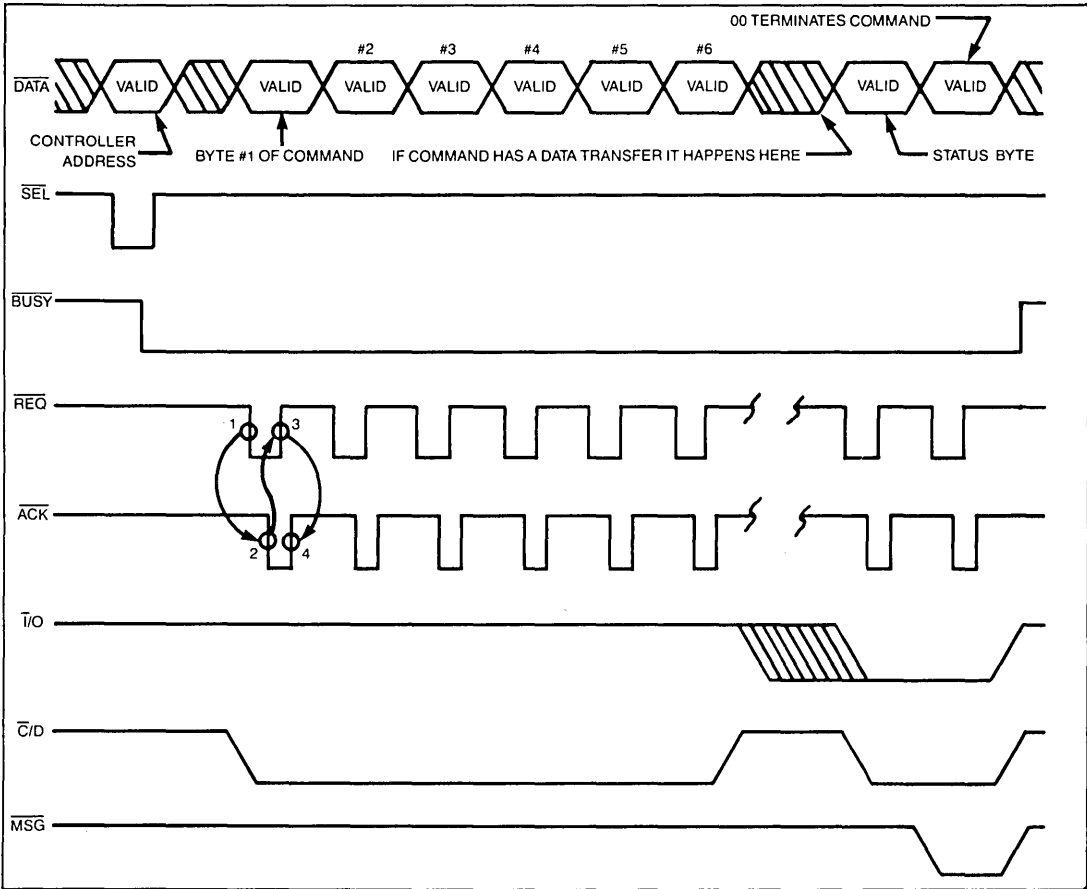 00 TERMINATES COMMAND
#2 #3 #4 #5 #6
DATA VALID VALID VALID VALID VALID VALID VALID VALID VALID
CONTROLLER
ADDRESS
BYTE #1 OF COMMAND
IF COMMAND HAS A DATA TRANSFER IT HAPPENS HERE
STATUS BYTE
SEL
BUSY
REQ
1 3
ACK
2 4
I/O
C/D
MSG